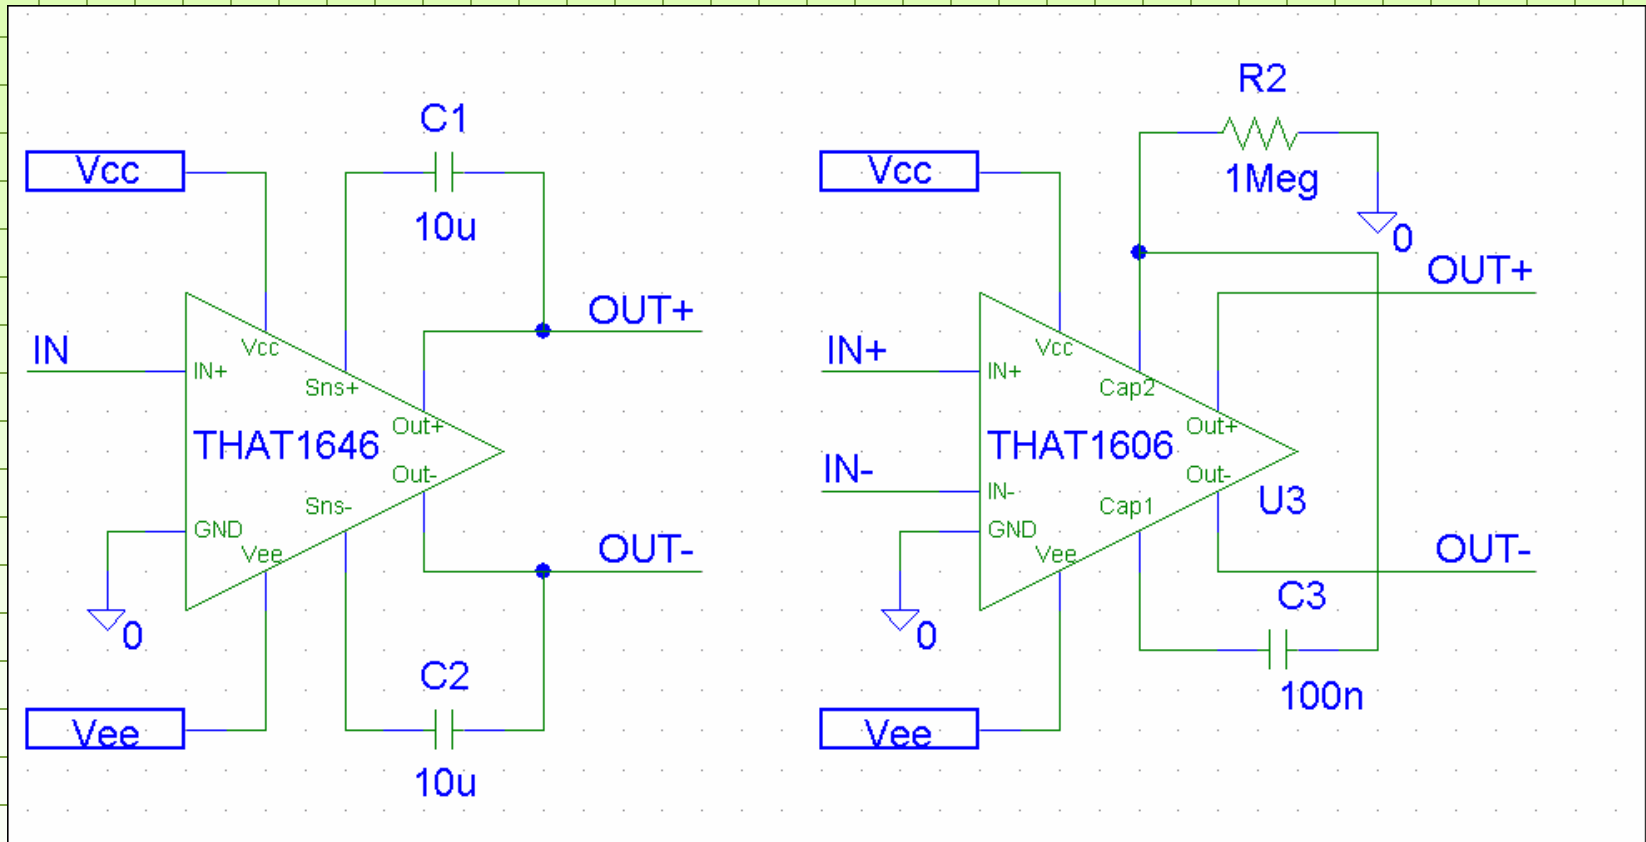 C1
Vcc
10u
OUT+
IN
Vcc
IN+
Sns+
Out+
THAT1646
Out-
Sns-
GND
Vee
OUT-
0
C2
Vee
10u
R2
Vcc
1Meg
0
OUT+
IN+
Vcc
IN+
Cap2
Out+
THAT1606
IN-
Out-
IN-
Cap1
U3
GND
Vee
OUT-
C3
0
100n
Vee